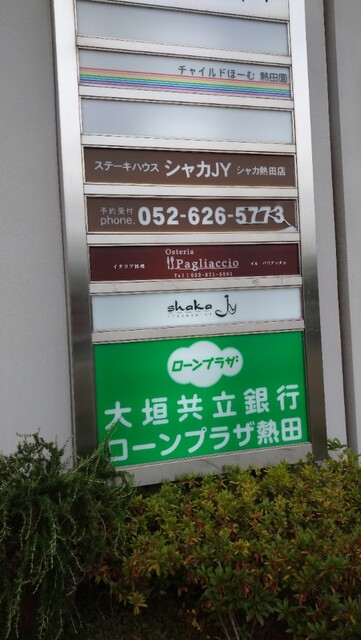 チャイルドほーむ 熱田園
ステーキハウス シャカJY シャカ熱田店
予約受付
phone. 052-626-5773
Osteria
Pagliaccio
イタリア料理
イル パリアッチョ
shaka Jy
ローンプラザ
大垣共立銀行
ローンプラザ熱田